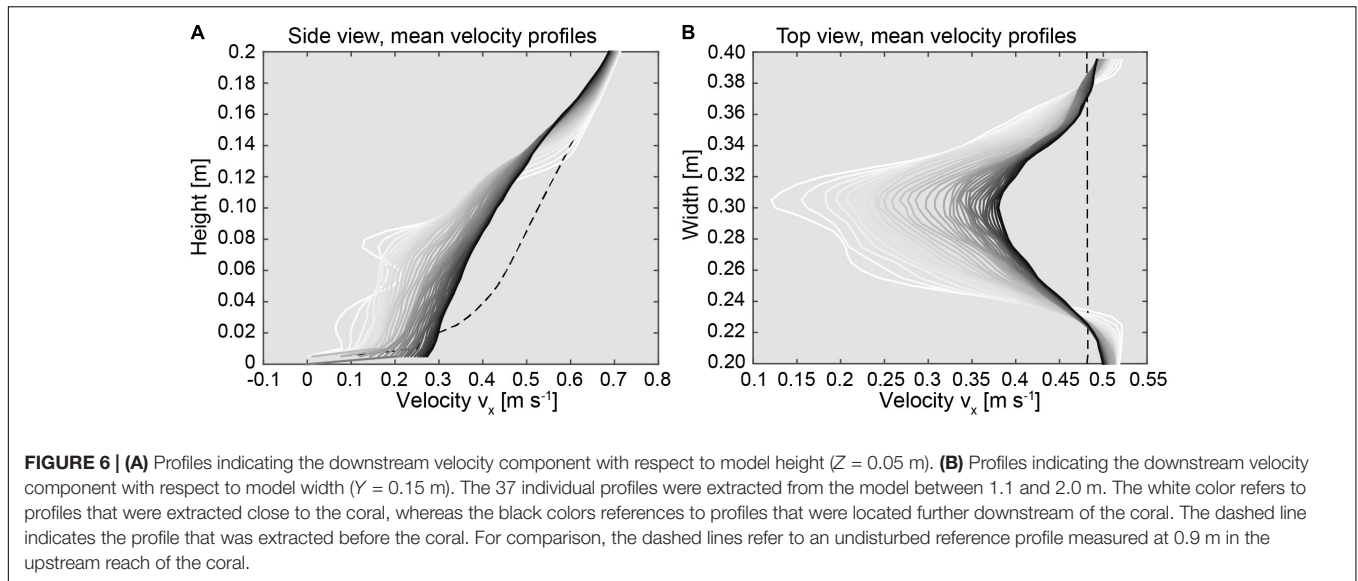 A
Side view, mean velocity profiles
0.2
0.18
0.16
0.14
0.12
0.10
0.08
0.06
0.04
0.02
0
Height [m]
-0.1 0 0.1 0.2 0.3 0.4 0.5 0.6 0.7 0.8
Velocity vx [m s-1]
B
Top view, mean velocity profiles
0.40
0.38
0.36
0.34
0.32
0.30
0.28
0.26
0.24
0.22
0.20
Width [m]
0.1 0.15 0.20 0.25 0.30 0.35 0.40 0.45 0.5 0.55
Velocity vx [m s-1]
FIGURE 6 | (A) Profiles indicating the downstream velocity component with respect to model height (Z = 0.05 m). (B) Profiles indicating the downstream velocity
component with respect to model width (Y = 0.15 m). The 37 individual profiles were extracted from the model between 1.1 and 2.0 m. The white color refers to
profiles that were extracted close to the coral, whereas the black colors references to profiles that were located further downstream of the coral. The dashed line
indicates the profile that was extracted before the coral. For comparison, the dashed lines refer to an undisturbed reference profile measured at 0.9 m in the
upstream reach of the coral.